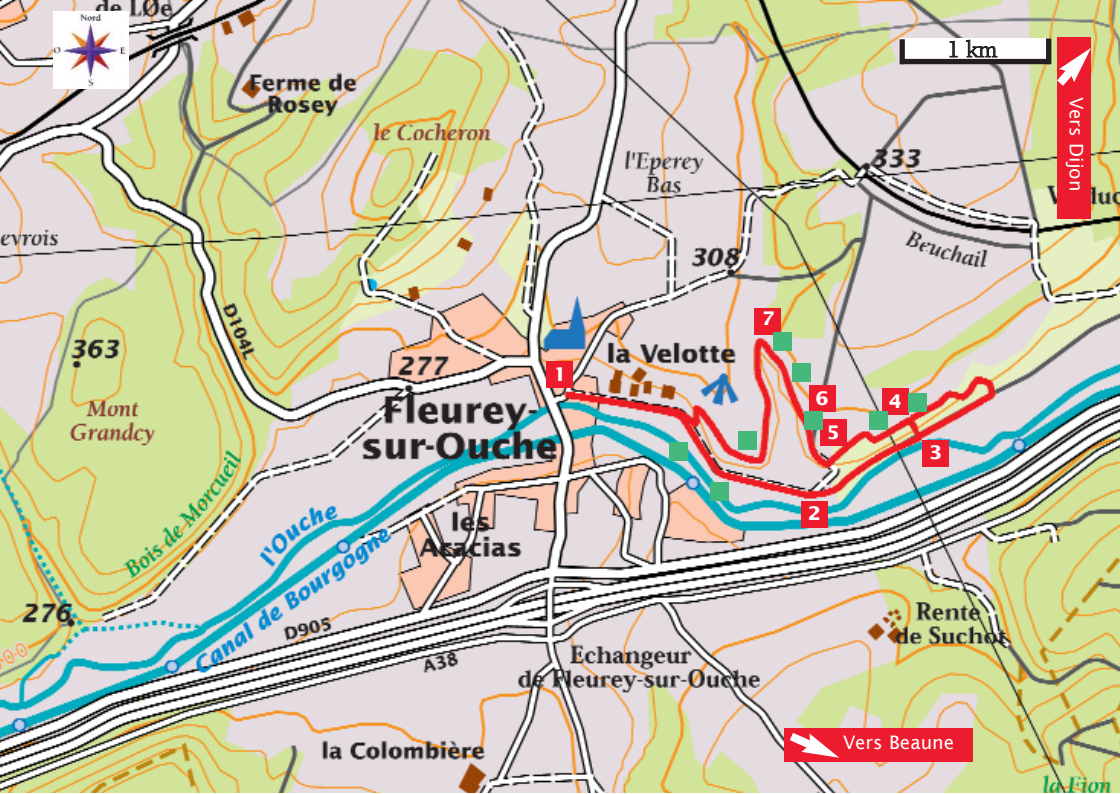 de LØe
Nord
O
E
S
1 km
Vers Dijon
Ferme de
Rosey
le Cocheron
l'Eperey
Bas
333
evrois
Beuchail
308
D104L
7
363
la Velotte
1
277
6
4
Mont
Grandcy
Fleurey-
sur-Ouche
5
3
Bois de Morcueil
2
l'Ouche
les
Acacias
Canal de Bourgogne
276
D905
Rente
de Suchot
A38
Echangeur
de Fleurey-sur-Ouche
la Colombière
Vers Beaune
la Fion